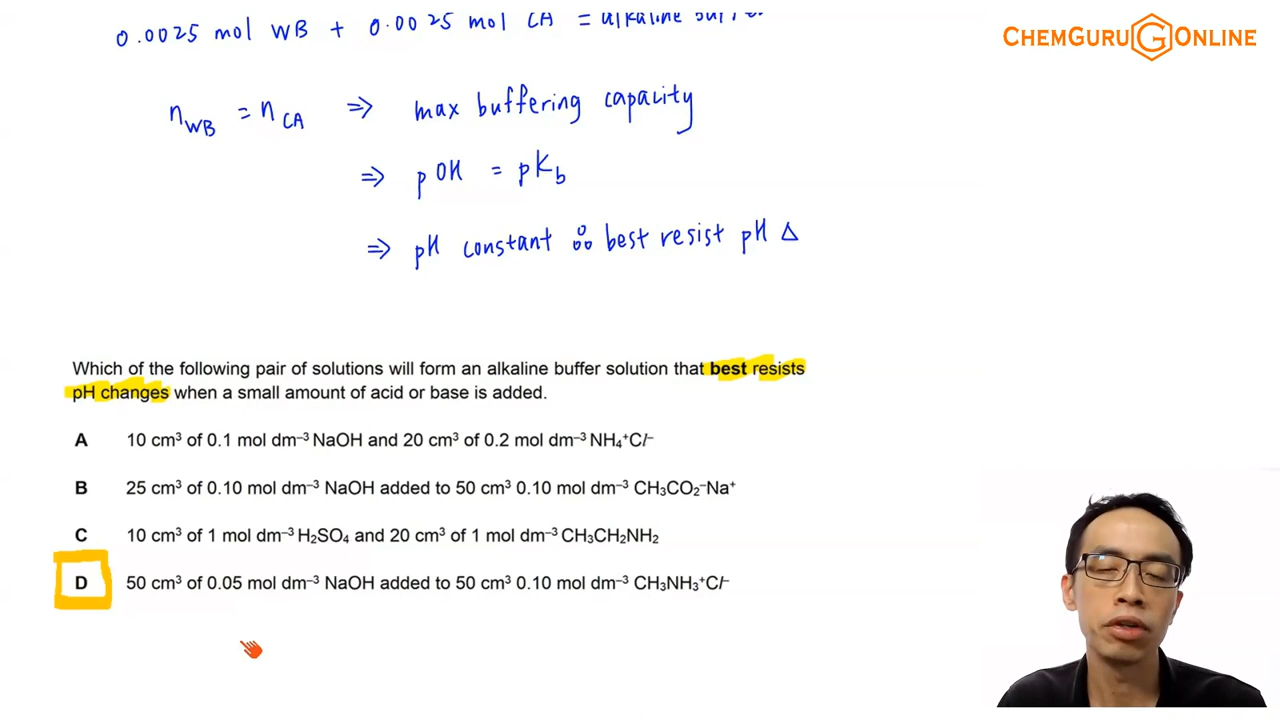 CHEMGURU G ONLINE
0.0025 mol WB + 0.0025 mol CA = alkaline buffer
nWB = nCA ⇒ max buffering capacity
⇒ pOH = pKb
⇒ pH constant ∴ best resist pH Δ
Which of the following pair of solutions will form an alkaline buffer solution that best resists
pH changes when a small amount of acid or base is added.
A 10 cm³ of 0.1 mol dm⁻³ NaOH and 20 cm³ of 0.2 mol dm⁻³ NH₄⁺Cl⁻
B 25 cm³ of 0.10 mol dm⁻³ NaOH added to 50 cm³ 0.10 mol dm⁻³ CH₃CO₂⁻Na⁺
C 10 cm³ of 1 mol dm⁻³ H₂SO₄ and 20 cm³ of 1 mol dm⁻³ CH₃CH₂NH₂
D 50 cm³ of 0.05 mol dm⁻³ NaOH added to 50 cm³ 0.10 mol dm⁻³ CH₃NH₃⁺Cl⁻